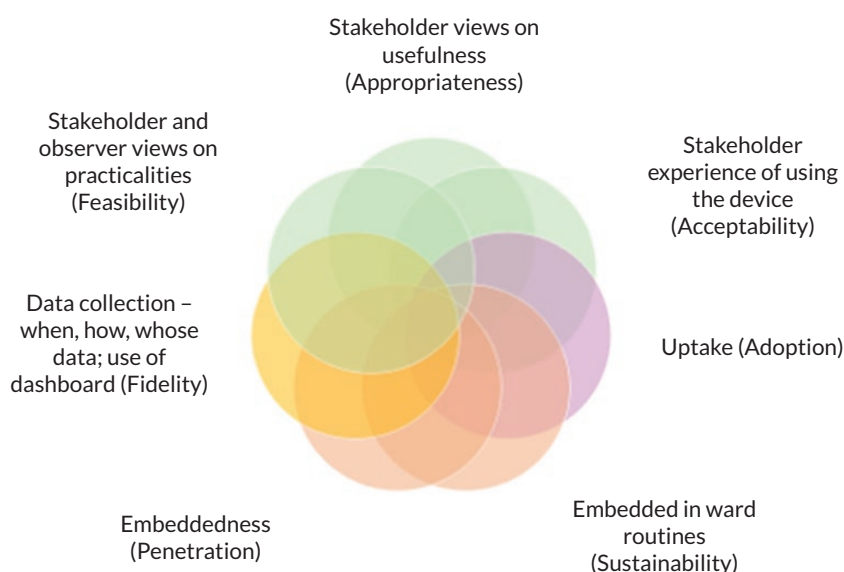 Stakeholder views on
usefulness
(Appropriateness)
Stakeholder and
observer views on
practicalities
(Feasibility)
Stakeholder
experience of using
the device
(Acceptability)
Data collection –
when, how, whose
data; use of
dashboard (Fidelity)
Uptake (Adoption)
Embeddedness
(Penetration)
Embedded in ward
routines
(Sustainability)